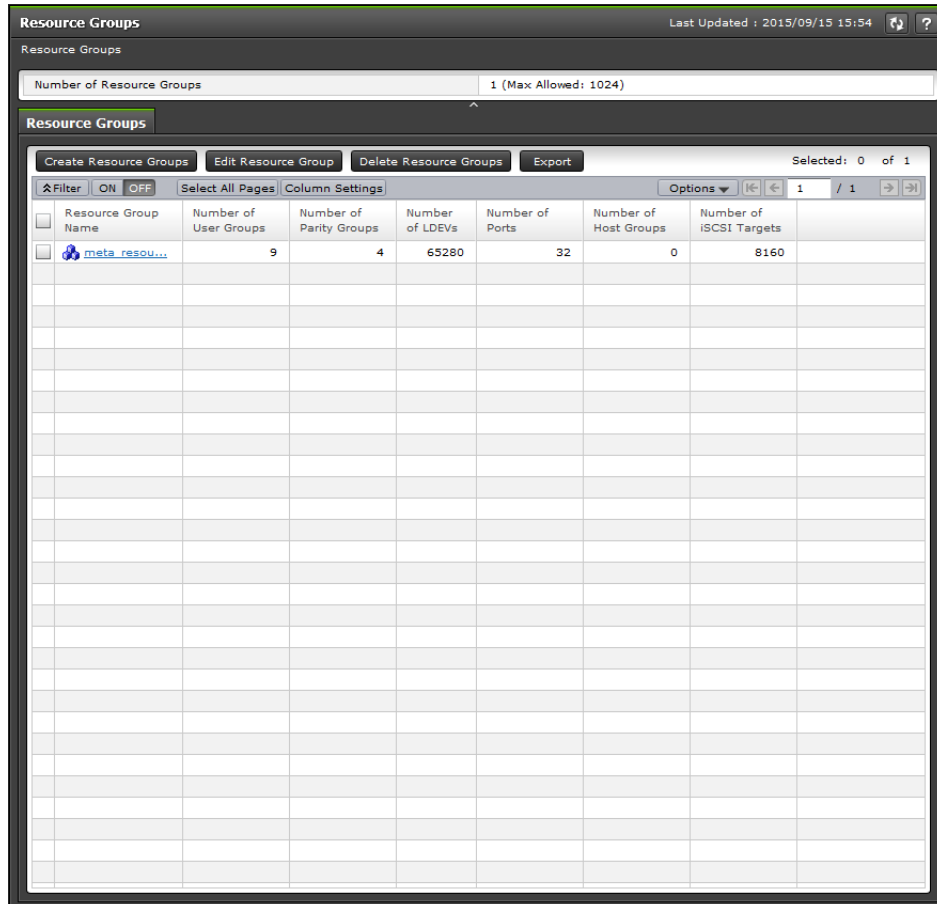 Resource Groups Last Updated : 2015/09/15 15:54 ?
Resource Groups
Number of Resource Groups 1 (Max Allowed: 1024)
Resource Groups
Create Resource Groups Edit Resource Group Delete Resource Groups Export Selected: 0 of 1
Filter ON OFF Select All Pages Column Settings Options 1 / 1
Resource Group Name Number of User Groups Number of Parity Groups Number of LDEVs Number of Ports Number of Host Groups Number of iSCSI Targets
meta_resou... 9 4 65280 32 0 8160